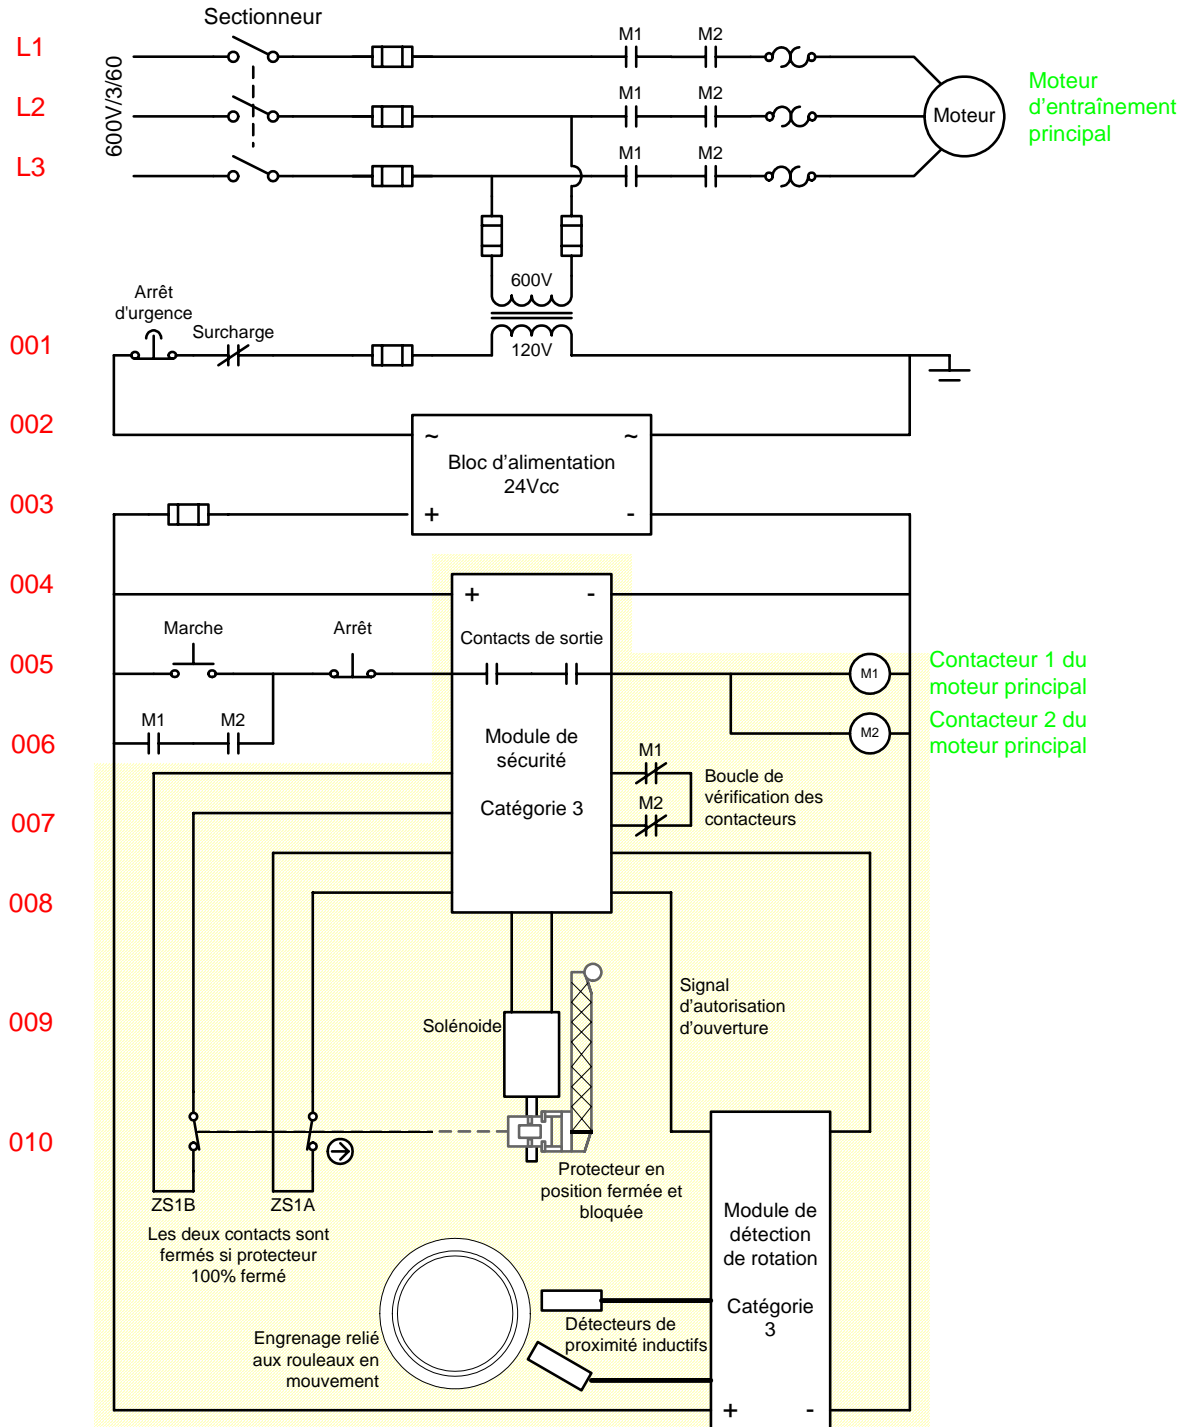 Sectionneur
L1
M1
M2
600V/3/60
L2
M1
M2
Moteur
Moteur
d'entraînement
principal
L3
M1
M2
600V
Arrêt
d'urgence
Surcharge
001
120V
002
~
~
Bloc d'alimentation
24Vcc
003
+
-
004
+
-
Marche
Arrêt
Contacts de sortie
005
M1
Contacteur 1 du
moteur principal
M1
M2
006
M2
Contacteur 2 du
moteur principal
Module de
sécurité
Catégorie 3
M1
M2
Boucle de
vérification des
contacteurs
007
008
009
Solénoide
Signal
d'autorisation
d'ouverture
010
ZS1B
ZS1A
Les deux contacts sont
fermés si protecteur
100% fermé
Protecteur en
position fermée et
bloquée
Module de
détection
de rotation
Catégorie
3
Engrenage relié
aux rouleaux en
mouvement
Détecteurs de
proximité inductifs
+
-